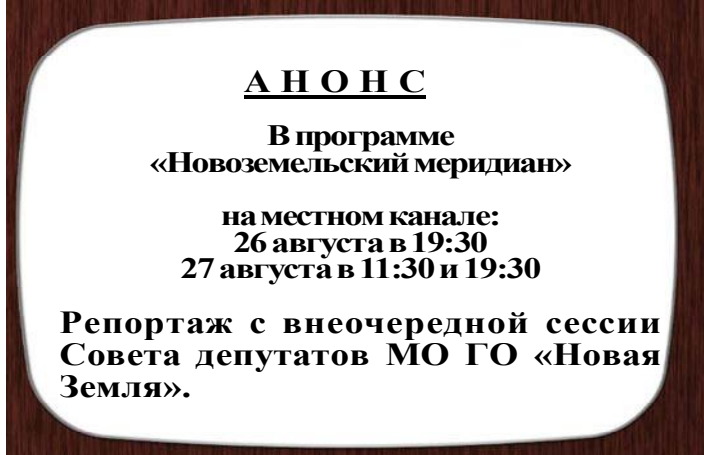 АНОНС
В программе
«Новоземельский меридиан»
на местном канале:
26 августа в 19:30
27 августа в 11:30 и 19:30
Репортаж с внеочередной сессии
Совета депутатов МО ГО «Новая
Земля».